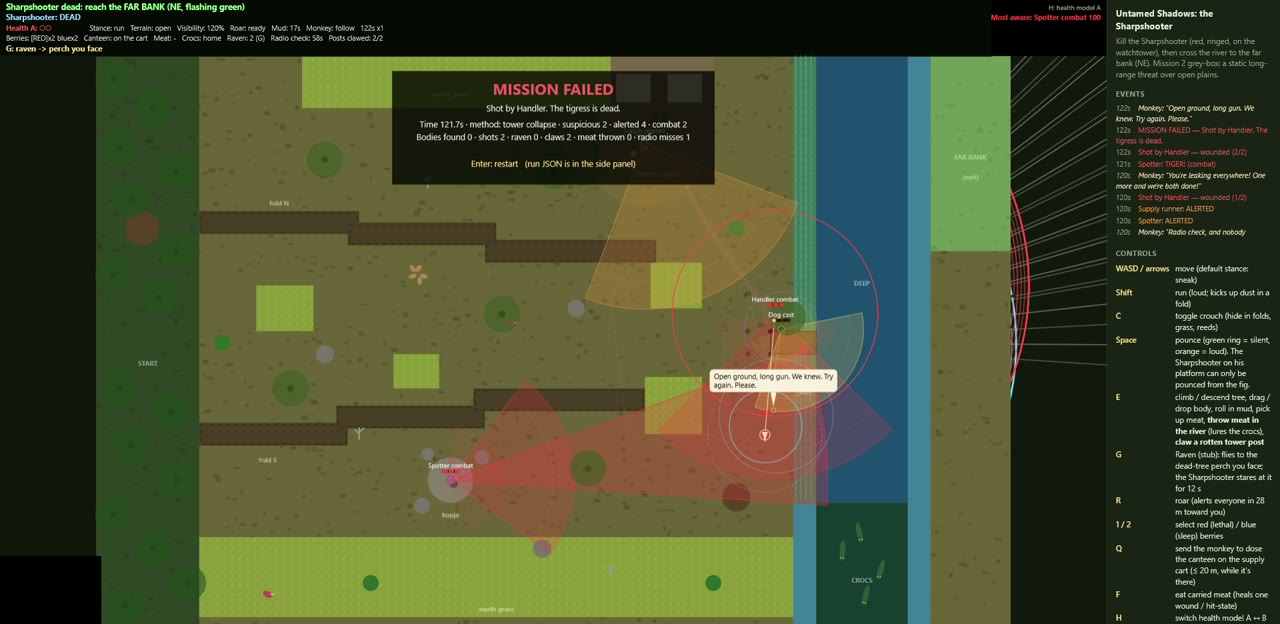 Sharpshooter dead: reach the FAR BANK (NE, flashing green)
Sharpshooter: DEAD
Health A: ○○ Stance: run Terrain: open Visibility: 120% Roar: ready Mud: 17s Monkey: follow 122s x1
Berries: [RED]x2 bluex2 Canteen: on the cart Meat: - Crocs: home Raven: 2 (G) Radio check: 58s Posts clawed: 2/2
G: raven -> perch you face
H: health model A
Most aware: Spotter combat 100
MISSION FAILED
Shot by Handler. The tigress is dead.
Time 121.7s · method: tower collapse · suspicious 2 · alerted 4 · combat 2
Bodies found 0 · shots 2 · raven 0 · claws 2 · meat thrown 0 · radio misses 1
Enter: restart (run JSON is in the side panel)
FAR BANK
(exit)
fold N
DEEP
Handler combat
Dog cast
START
Open ground, long gun. We knew. Try
again. Please.
fold S
Spotter combat
kopje
CROCS
south grass
Untamed Shadows: the
Sharpshooter
Kill the Sharpshooter (red, ringed, on the
watchtower), then cross the river to the far
bank (NE). Mission 2 grey-box: a static long-
range threat over open plains.
EVENTS
122s Monkey: "Open ground, long gun. We
knew. Try again. Please."
122s MISSION FAILED — Shot by Handler. The
tigress is dead.
122s Shot by Handler — wounded (2/2)
121s Spotter: TIGER! (combat)
120s Monkey: "You're leaking everywhere! One
more and we're both done!"
120s Shot by Handler — wounded (1/2)
120s Supply runner: ALERTED
120s Spotter: ALERTED
120s Monkey: "Radio check, and nobody
CONTROLS
WASD / arrows move (default stance:
sneak)
Shift run (loud; kicks up dust in a
fold)
C toggle crouch (hide in folds,
grass, reeds)
Space pounce (green ring = silent,
orange = loud). The
Sharpshooter on his
platform can only be
pounced from the fig.
E climb / descend tree, drag /
drop body, roll in mud, pick
up meat, throw meat in
the river (lures the crocs),
claw a rotten tower post
G Raven (stub): flies to the
dead-tree perch you face;
the Sharpshooter stares at it
for 12 s
R roar (alerts everyone in 28
m toward you)
1 / 2 select red (lethal) / blue
(sleep) berries
Q send the monkey to dose
the canteen on the supply
cart (≤ 20 m, while it's
there)
F eat carried meat (heals one
wound / hit-state)
H switch health model A ↔ B